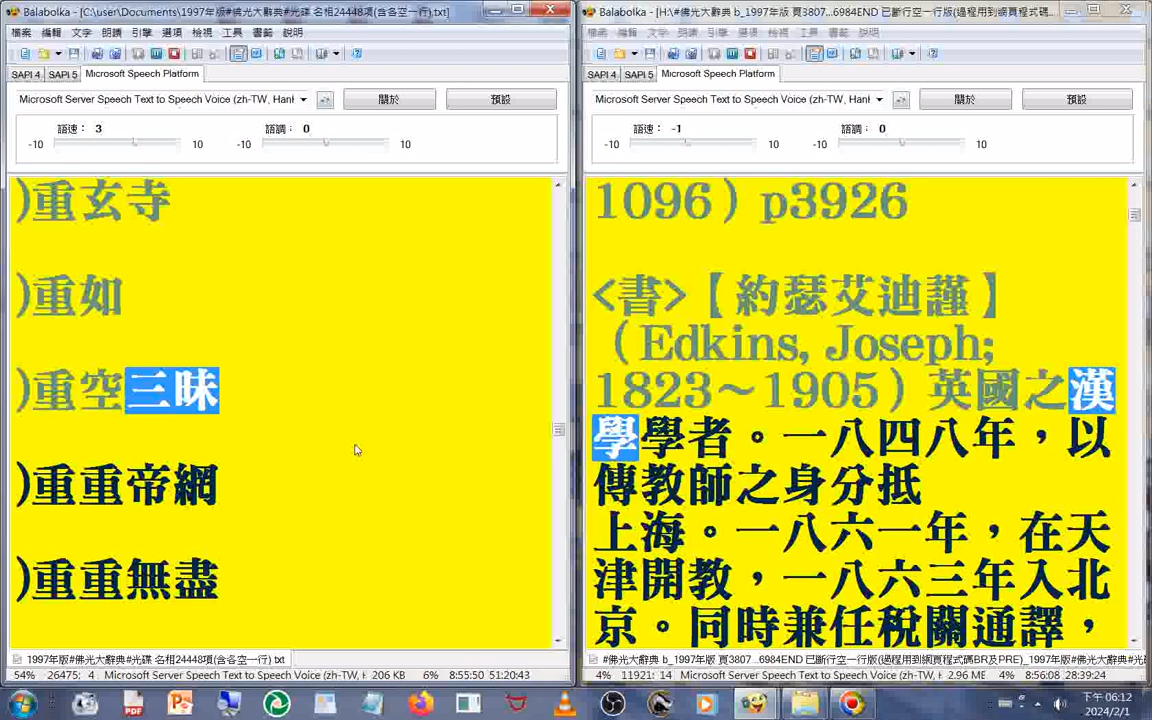 Balabolka - [C:\user\Documents\1997年版#佛光大辭典#光碟 名相24448項(含各空一行).txt]
檔案 編輯 文字 朗讀 引擎 選項 檢視 工具 書籤 說明
SAPI 4 SAPI 5 Microsoft Speech Platform
Microsoft Server Speech Text to Speech Voice (zh-TW, Hanl
關於 預設
語速: 3 語調: 0
-10 10 -10 10
)重玄寺
)重如
)重空三昧
)重重帝網
)重重無盡
1997年版#佛光大辭典#光碟 名相24448項(含各空一行) txt
54% 26475: 4 Microsoft Server Speech Text to Speech Voice (zh-TW, H 206 KB 6% 8:55:50 51:20:43
Balabolka - [H:\#佛光大辭典 b_1997年版 頁3807...6984END 已斷行空一行版(過程用到網頁程式碼
檔案 編輯 文字 朗讀 引擎 選項 檢視 工具 書籤 說明
SAPI 4 SAPI 5 Microsoft Speech Platform
Microsoft Server Speech Text to Speech Voice (zh-TW, Hanl
關於 預設
語速: -1 語調: 0
-10 10 -10 10
1096）p3926
<書>【約瑟艾迪謹】
（Edkins, Joseph;
1823～1905）英國之漢
學學者。一八四八年，以
傳教師之身分抵
上海。一八六一年，在天
津開教，一八六三年入北
京。同時兼任稅關通譯，
#佛光大辭典 b_1997年版 頁3807...6984END 已斷行空一行版(過程用到網頁程式碼BR及PRE)_1997年版#佛光大辭典#光
4% 11921: 14 Microsoft Server Speech Text to Speech Voice (zh-TW, H 2.96 ME 4% 8:56:08 28:39:24
下午 06:12
2024/2/1